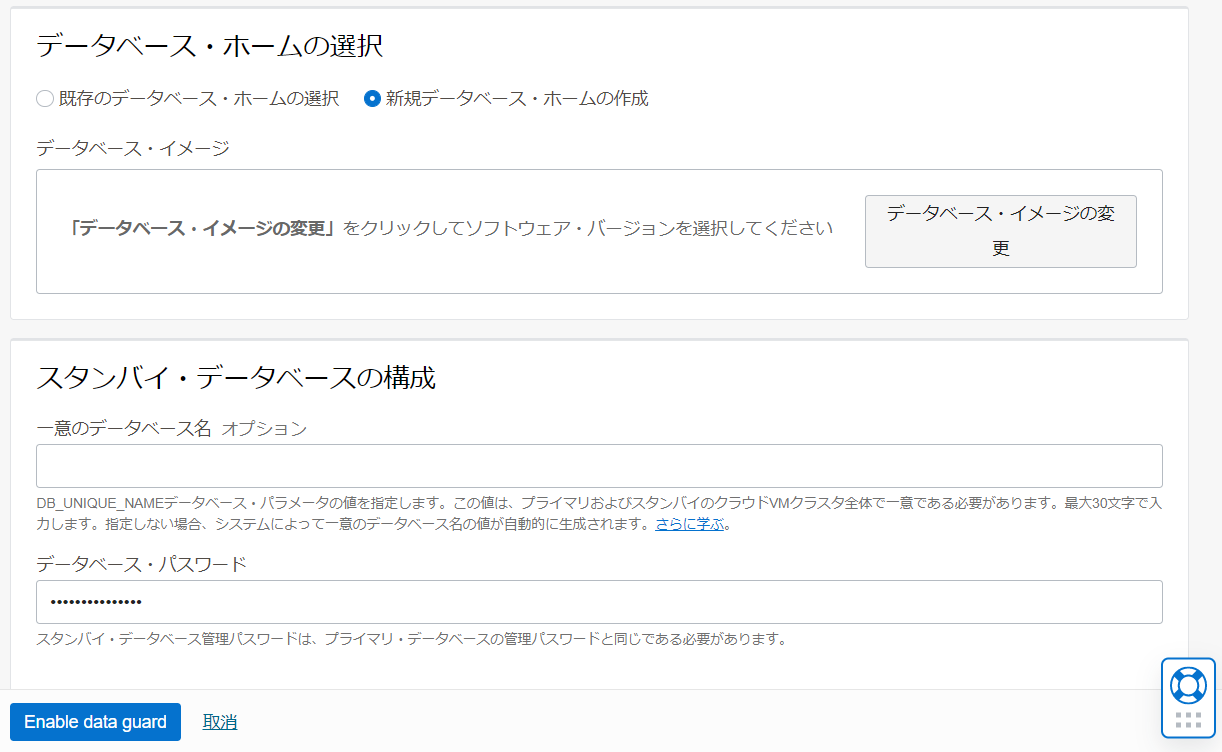 データベース・ホームの選択
既存のデータベース・ホームの選択 新規データベース・ホームの作成
データベース・イメージ
「データベース・イメージの変更」をクリックしてソフトウェア・バージョンを選択してください
データベース・イメージの変
更
スタンバイ・データベースの構成
一意のデータベース名 オプション
DB_UNIQUE_NAMEデータベース・パラメータの値を指定します。この値は、プライマリおよびスタンバイのクラウドVMクラスタ全体で一意である必要があります。最大30文字で入
力します。指定しない場合、システムによって一意のデータベース名の値が自動的に生成されます。さらに学ぶ。
データベース・パスワード
•••••••••••••••
スタンバイ・データベース管理パスワードは、プライマリ・データベースの管理パスワードと同じである必要があります。
Enable data guard 取消